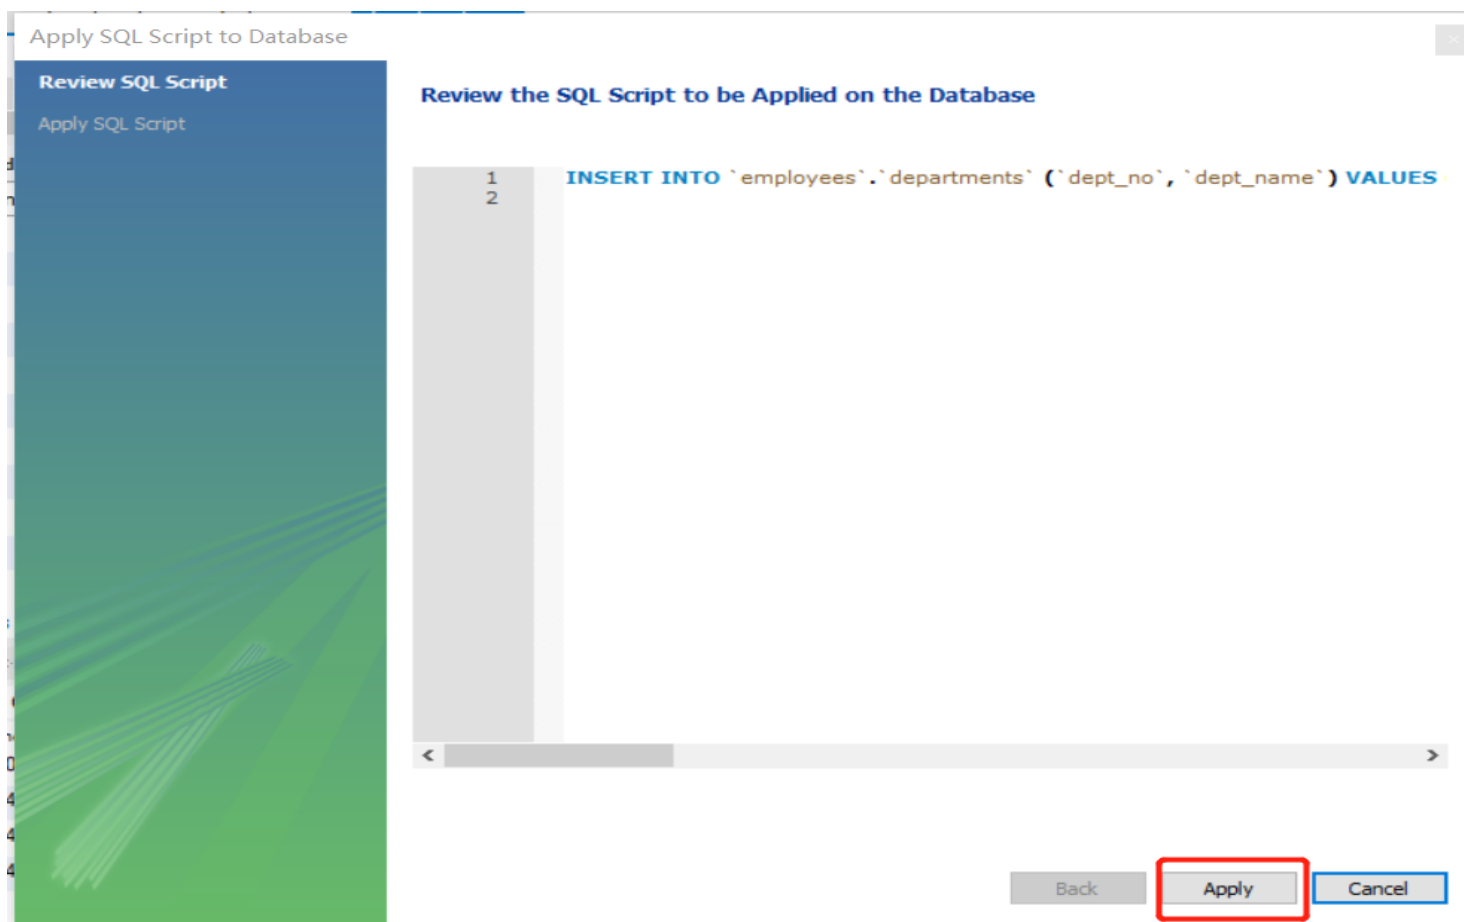 Apply SQL Script to Database
Review SQL Script
Apply SQL Script
Review the SQL Script to be Applied on the Database
1 INSERT INTO `employees`.`departments` (`dept_no`, `dept_name`) VALUES
2
Back Apply Cancel